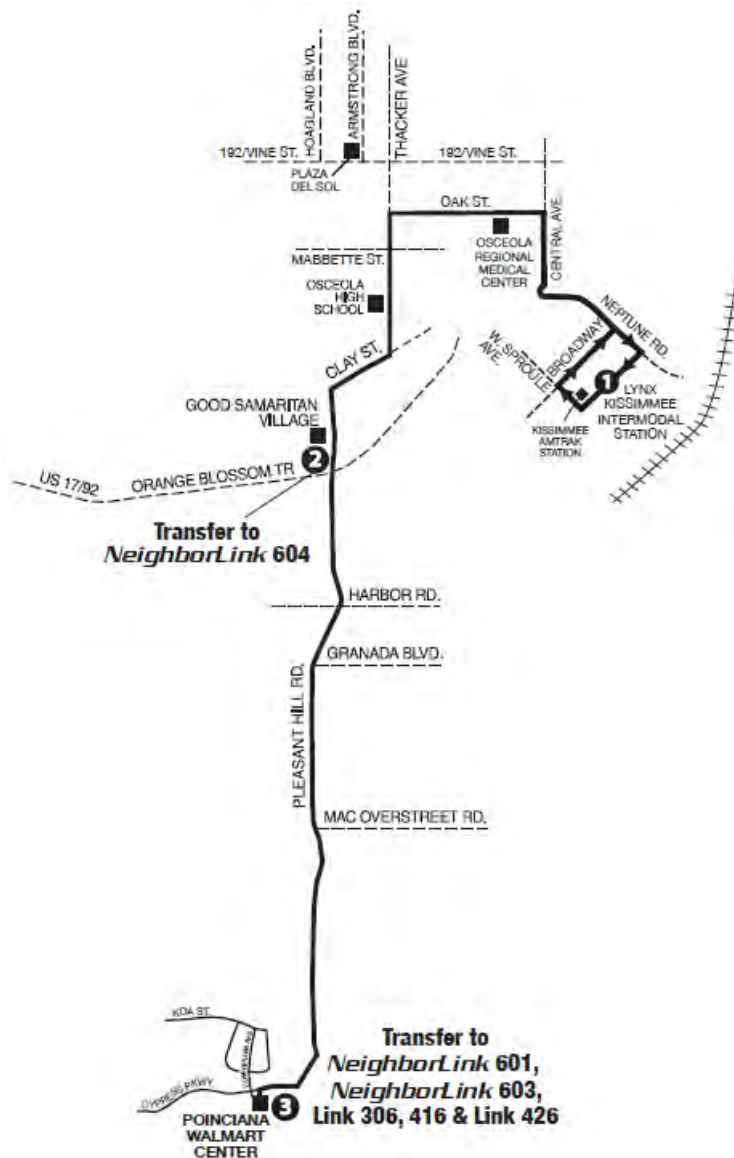 HOAGLAND BLVD.
ARMSTRONG BLVD.
THACKER AVE
192/VINE ST.
192/VINE ST.
PLAZA
DEL SOL
OAK ST.
CENTRAL AVE.
OSCEOLA
REGIONAL
MEDICAL
CENTER
MABBETTE ST.
OSCEOLA
HIGH
SCHOOL
NEPTUNE RD.
BROADWAY
W. SPROULE
AVE.
CLAY ST.
1
LYNX
KISSIMMEE
INTERMODAL
STATION
KISSIMMEE
AMTRAK
STATION
GOOD SAMARITAN
VILLAGE
2
US 17/92
ORANGE BLOSSOM TR
Transfer to
NeighborLink 604
HARBOR RD.
GRANADA BLVD.
PLEASANT HILL RD.
MAC OVERSTREET RD.
KOA ST.
CYPRESS PKWY
3
POINCIANA
WALMART
CENTER
Transfer to
NeighborLink 601,
NeighborLink 603,
Link 306, 416 & Link 426